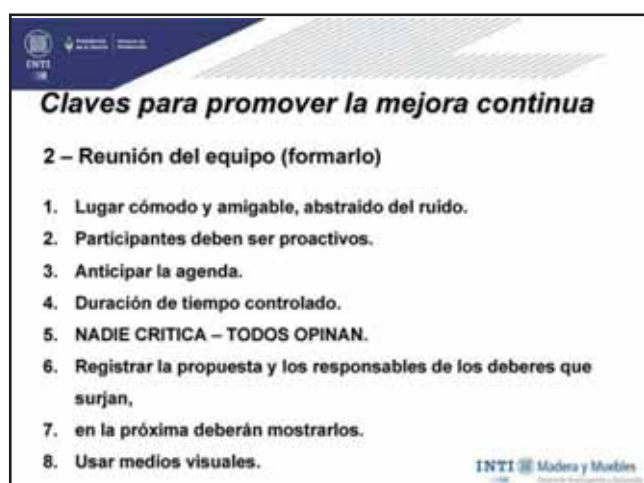 INTI
Claves para promover la mejora continua
2 – Reunión del equipo (formarlo)
1. Lugar cómodo y amigable, abstraido del ruido.
2. Participantes deben ser proactivos.
3. Anticipar la agenda.
4. Duración de tiempo controlado.
5. NADIE CRITICA – TODOS OPINAN.
6. Registrar la propuesta y los responsables de los deberes que
surjan,
7. en la próxima deberán mostrarlos.
8. Usar medios visuales.
INTI Madera y Muebles